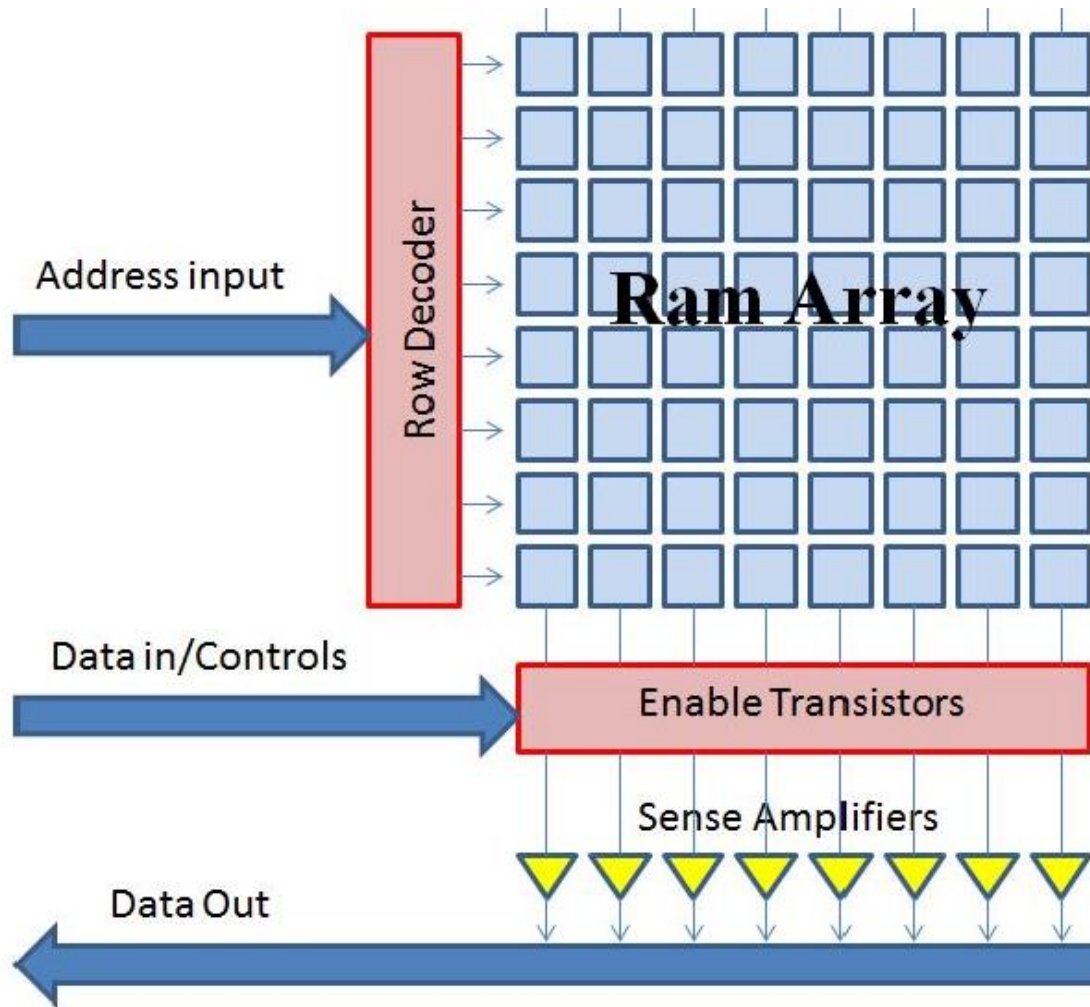 Address input
Row Decoder
Ram Array
Data in/Controls
Enable Transistors
Sense Amplifiers
Data Out